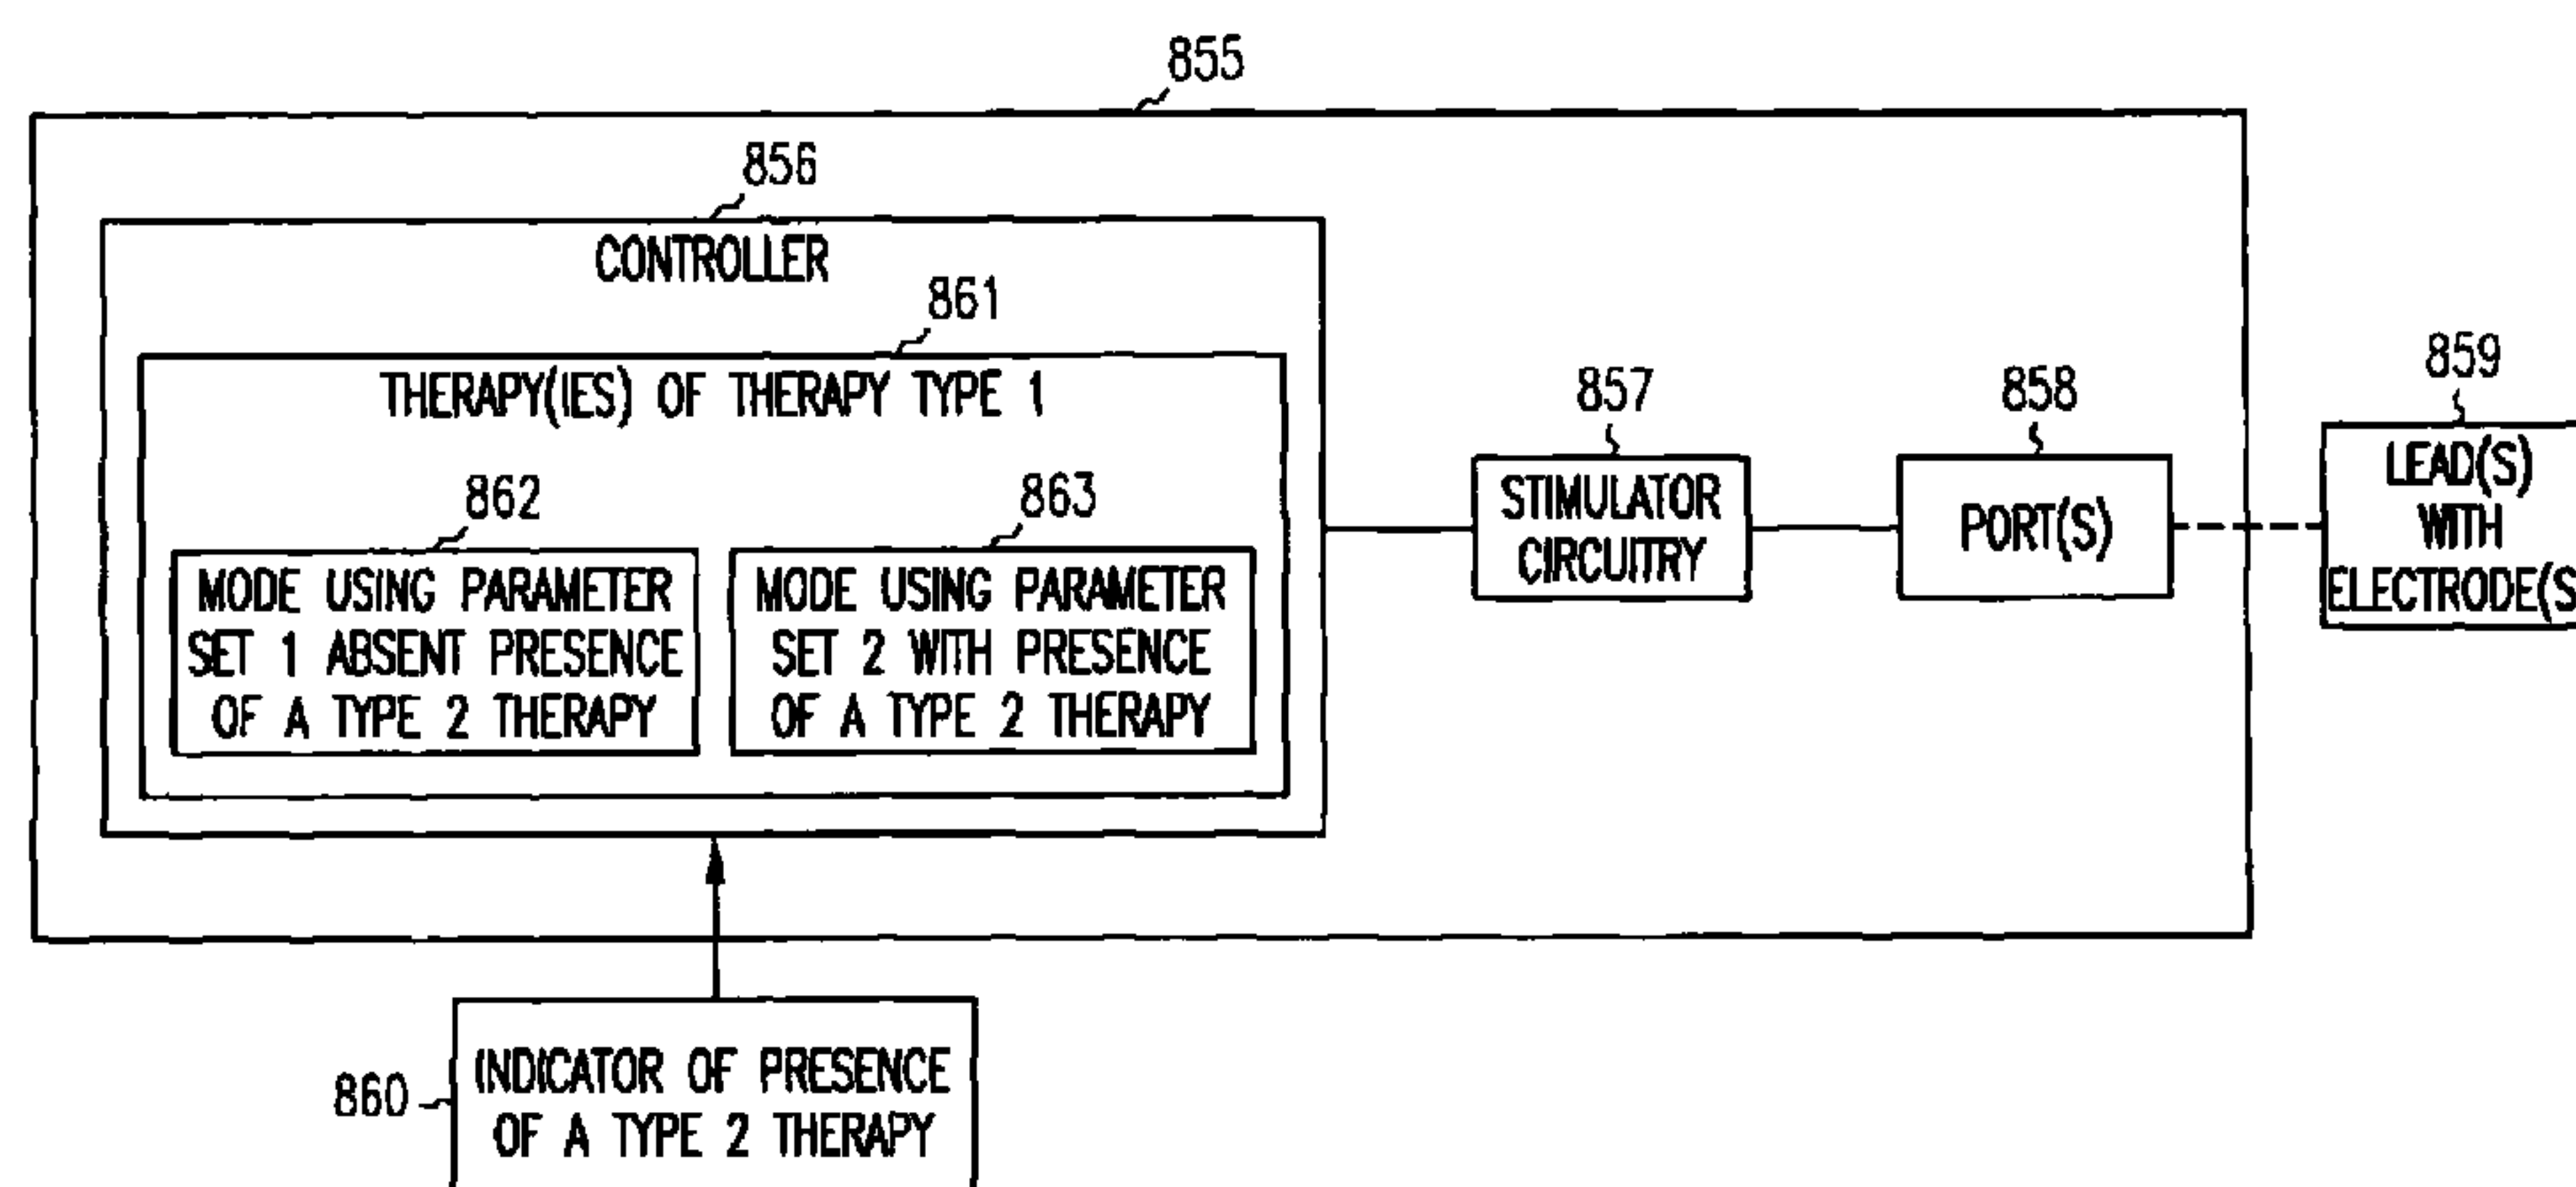 855
856
CONTROLLER
861
THERAPY(IES) OF THERAPY TYPE 1
862
MODE USING PARAMETER
SET 1 ABSENT PRESENCE
OF A TYPE 2 THERAPY
863
MODE USING PARAMETER
SET 2 WITH PRESENCE
OF A TYPE 2 THERAPY
857
STIMULATOR
CIRCUITRY
858
PORT(S)
859
LEAD(S)
WITH
ELECTRODE(S
860
INDICATOR OF PRESENCE
OF A TYPE 2 THERAPY